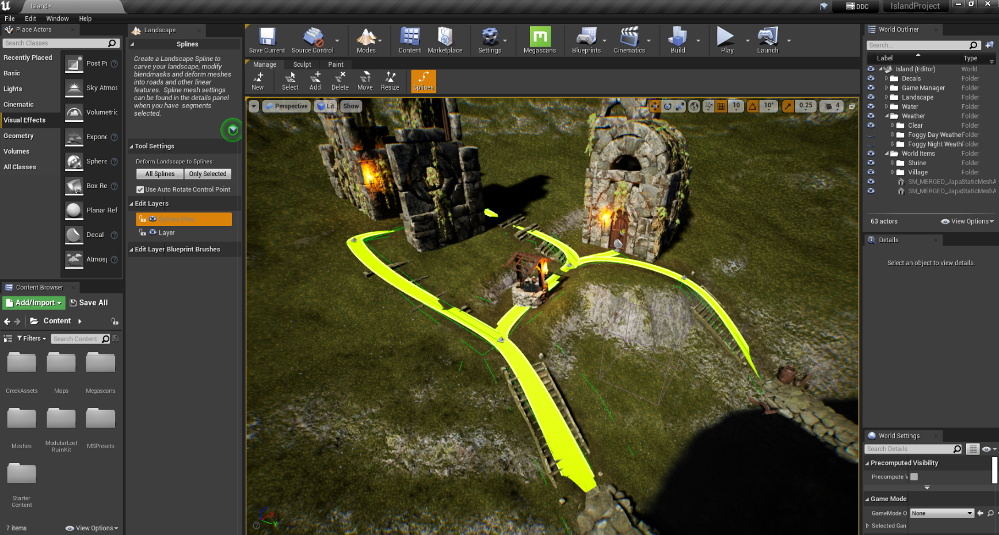 Island*
DDC
IslandProject
File Edit Window Help
Place Actors
Search Classes
Recently Placed
Basic
Lights
Cinematic
Visual Effects
Geometry
Volumes
All Classes
Post Pr
Sky Atmos
Volumetric
Expone
Sphere
Box Re
Planar Ref
Decal
Atmosp
Landscape
Splines
Create a Landscape Spline to
carve your landscape, modify
blendmasks and deform meshes
into roads and other linear
features. Spline mesh settings
can be found in the details panel
when you have segments
selected.
Tool Settings
Deform Landscape to Splines:
All Splines Only Selected
Use Auto Rotate Control Point
Edit Layers
Layer
Edit Layer Blueprint Brushes
Save Current Source Control Modes Content Marketplace Settings Megascans Blueprints Cinematics Build Play Launch
Manage Sculpt Paint
New Select Add Delete Move Resize Splines
Perspective Lit Show
10 10° 0.25 4
World Outliner
Search...
Label Type
Island (Editor) World
Decals Folder
Game Manager Folder
Landscape Folder
Water Folder
Weather Folder
Clear Folder
Foggy Day Weathe Folder
Foggy Night Weath Folder
World Items Folder
Shrine Folder
Village Folder
SM_MERGED_Japa StaticMeshA
SM_MERGED_Japa StaticMeshA
63 actors View Options
Details
Select an object to view details.
World Settings
Search Details
Precomputed Visibility
Precompute V
Game Mode
GameMode O None
Selected Gan
Content Browser
Add/Import Save All
Content
Filters Search Content
CreekAssets Maps Megascans
Meshes ModularLost
RuinKit MSPresets
Starter
Content
7 items View Options
X
Y